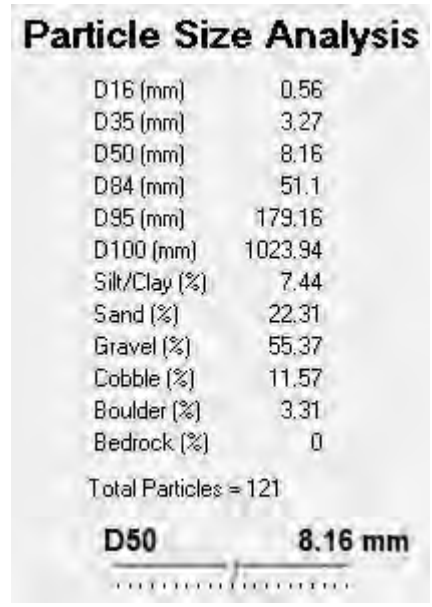 Particle Size Analysis
D16 (mm) 0.56
D35 (mm) 3.27
D50 (mm) 8.16
D84 (mm) 51.1
D95 (mm) 179.16
D100 (mm) 1023.94
Silt/Clay (%) 7.44
Sand (%) 22.31
Gravel (%) 55.37
Cobble (%) 11.57
Boulder (%) 3.31
Bedrock (%) 0
Total Particles = 121
D50 8.16 mm